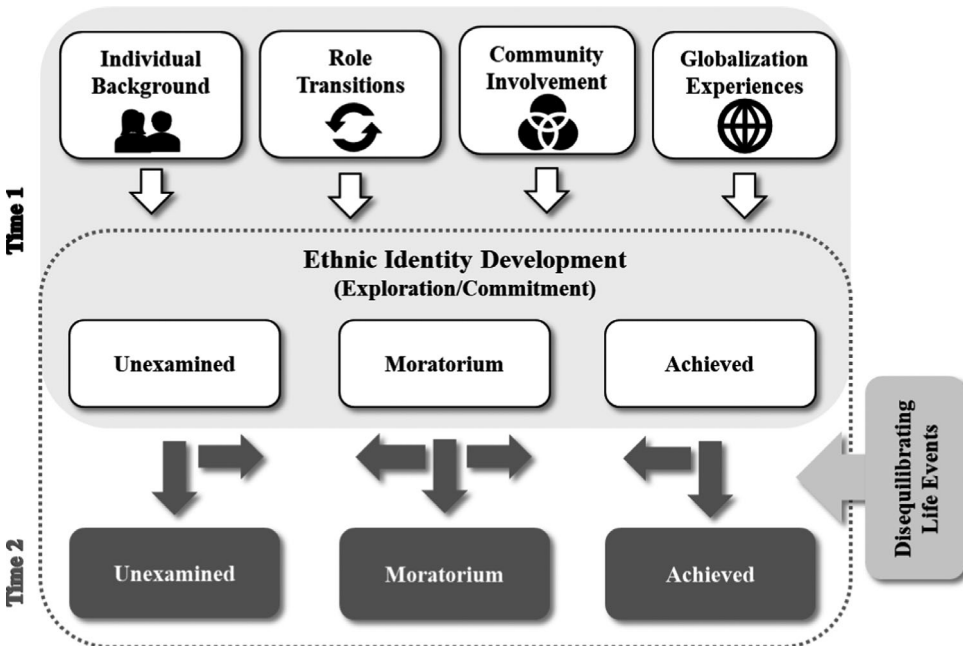 Individual
Background
Role
Transitions
Community
Involvement
Globalization
Experiences
Time 1
Ethnic Identity Development
(Exploration/Commitment)
Unexamined
Moratorium
Achieved
Disequilibrating
Life Events
Time 2
Unexamined
Moratorium
Achieved